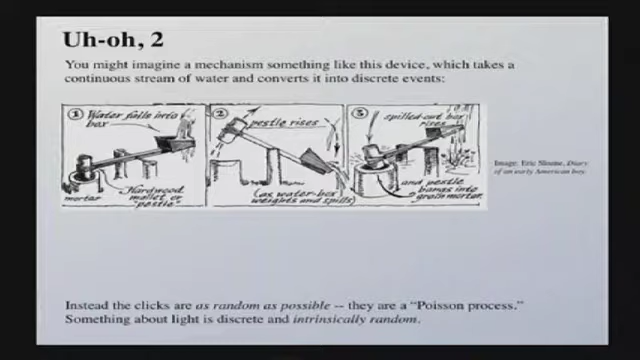 Uh-oh, 2
You might imagine a mechanism something like this device, which takes a
continuous stream of water and converts it into discrete events:
1 Water falls into box
mortar
Hardwood mallet or "pestle"
2 pestle rises
(as water-box weights and spills)
3 spilled-out box rises
and pestle bangs into grain mortar.
Image: Eric Sloane, Diary
of an early American boy.
Instead the clicks are as random as possible -- they are a "Poisson process."
Something about light is discrete and intrinsically random.